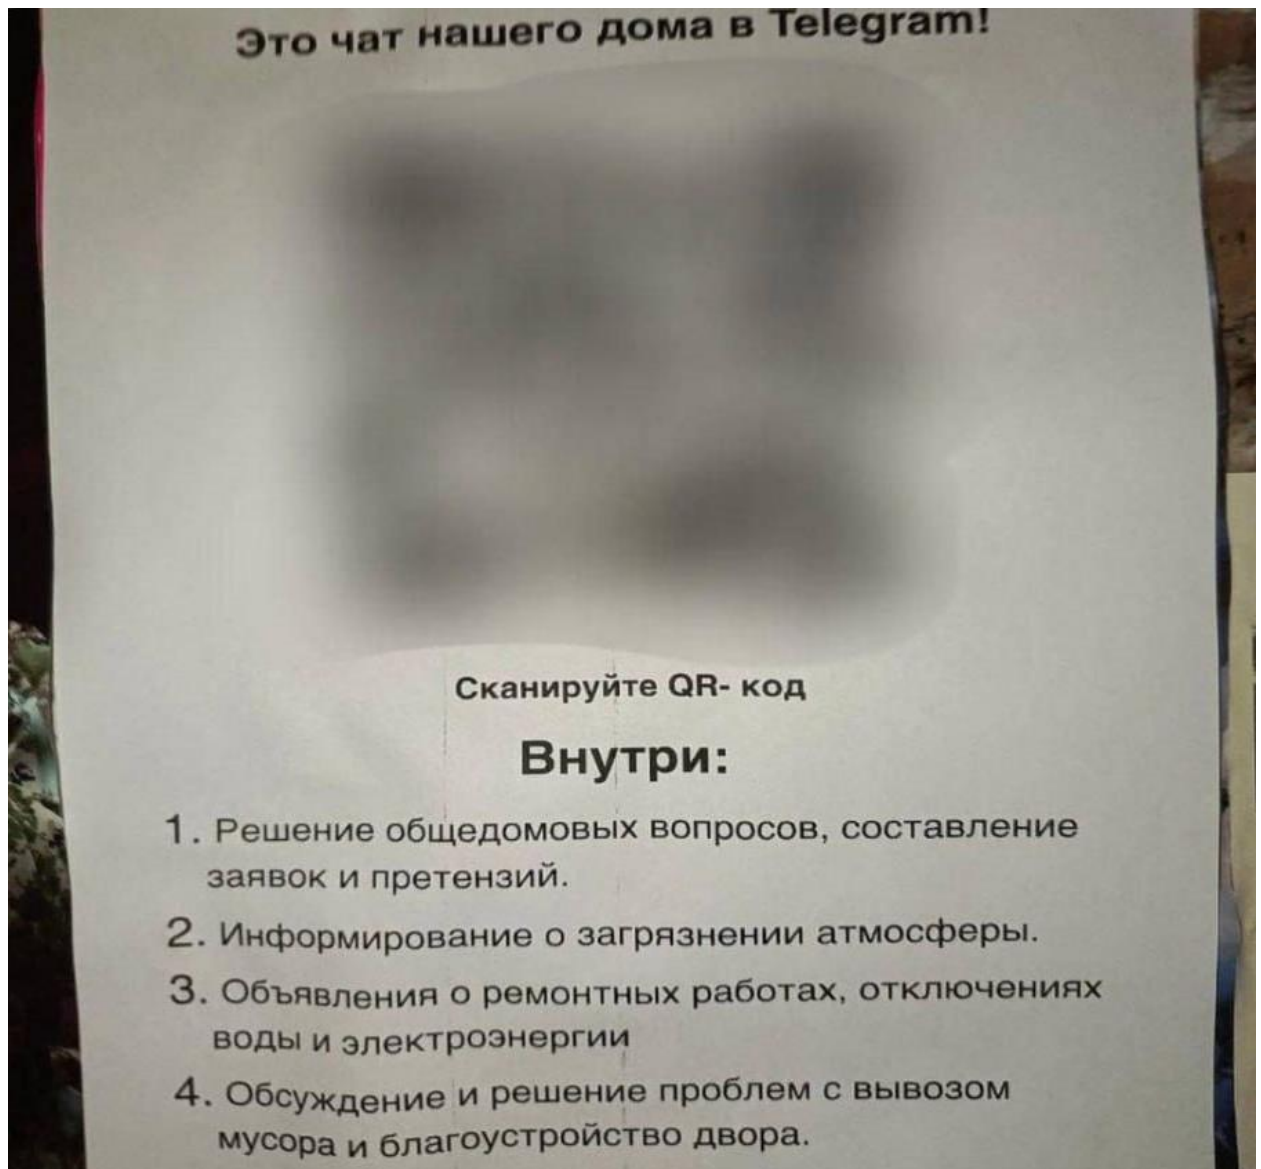 Это чат нашего дома в Telegram!
Сканируйте QR- код
Внутри:
1. Решение общедомовых вопросов, составление
заявок и претензий.
2. Информирование о загрязнении атмосферы.
3. Объявления о ремонтных работах, отключениях
воды и электроэнергии
4. Обсуждение и решение проблем с вывозом
мусора и благоустройство двора.